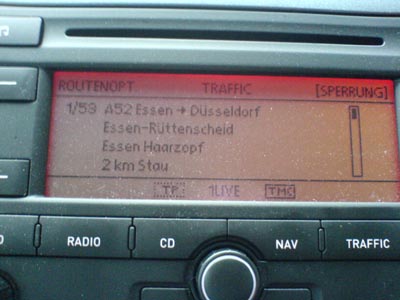 ROUTENOPT. TRAFFIC [SPERRUNG]
1/53 A52 Essen → Düsseldorf
Essen-Rüttenscheid
Essen Haarzopf
2 km Stau
TP 1LIVE TMC
RADIO CD NAV TRAFFIC